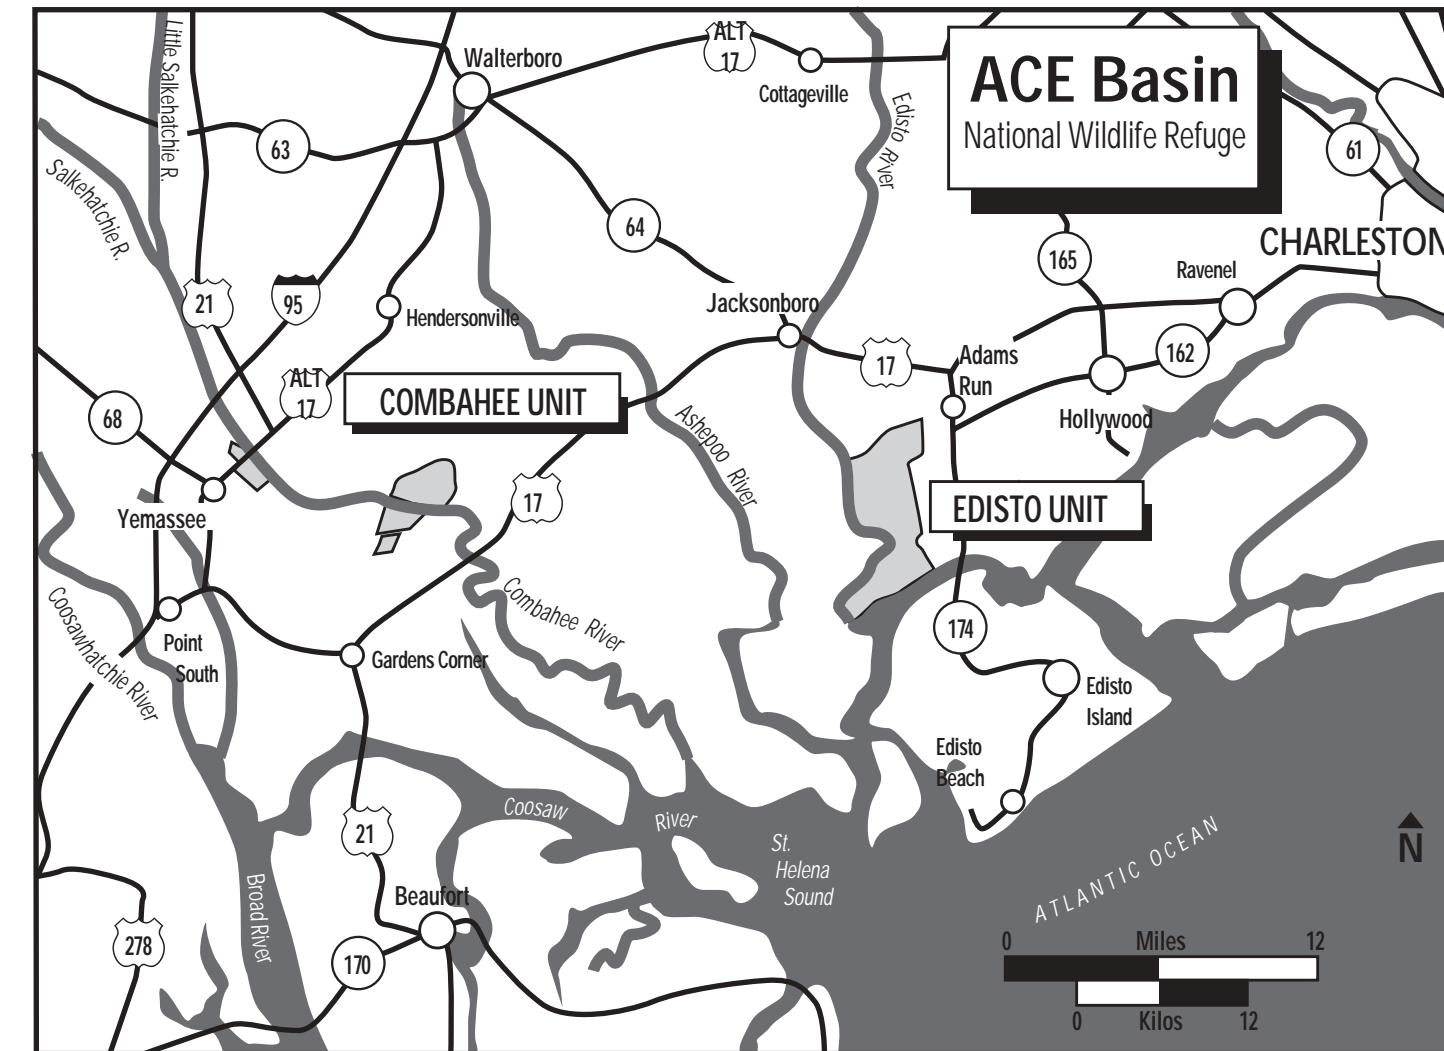 ALT
17
Walterboro
Cottageville
Little Salkehatchie R.
ACE Basin
National Wildlife Refuge
Edisto River
63
61
Salkehatchie R.
64
CHARLESTON
165
Ravenel
21
95
Hendersonville
Jacksonboro
17
Adams
Run
162
ALT
17
COMBAHEE UNIT
68
Hollywood
Ashepoo River
17
Yemassee
EDISTO UNIT
Combahee River
Coosawhatchie River
Point
South
Gardens Corner
174
Edisto
Island
Edisto
Beach
Coosaw River
21
St.
Helena
Sound
ATLANTIC OCEAN
N
Beaufort
Broad River
278
170
0 Miles 12
0 Kilos 12